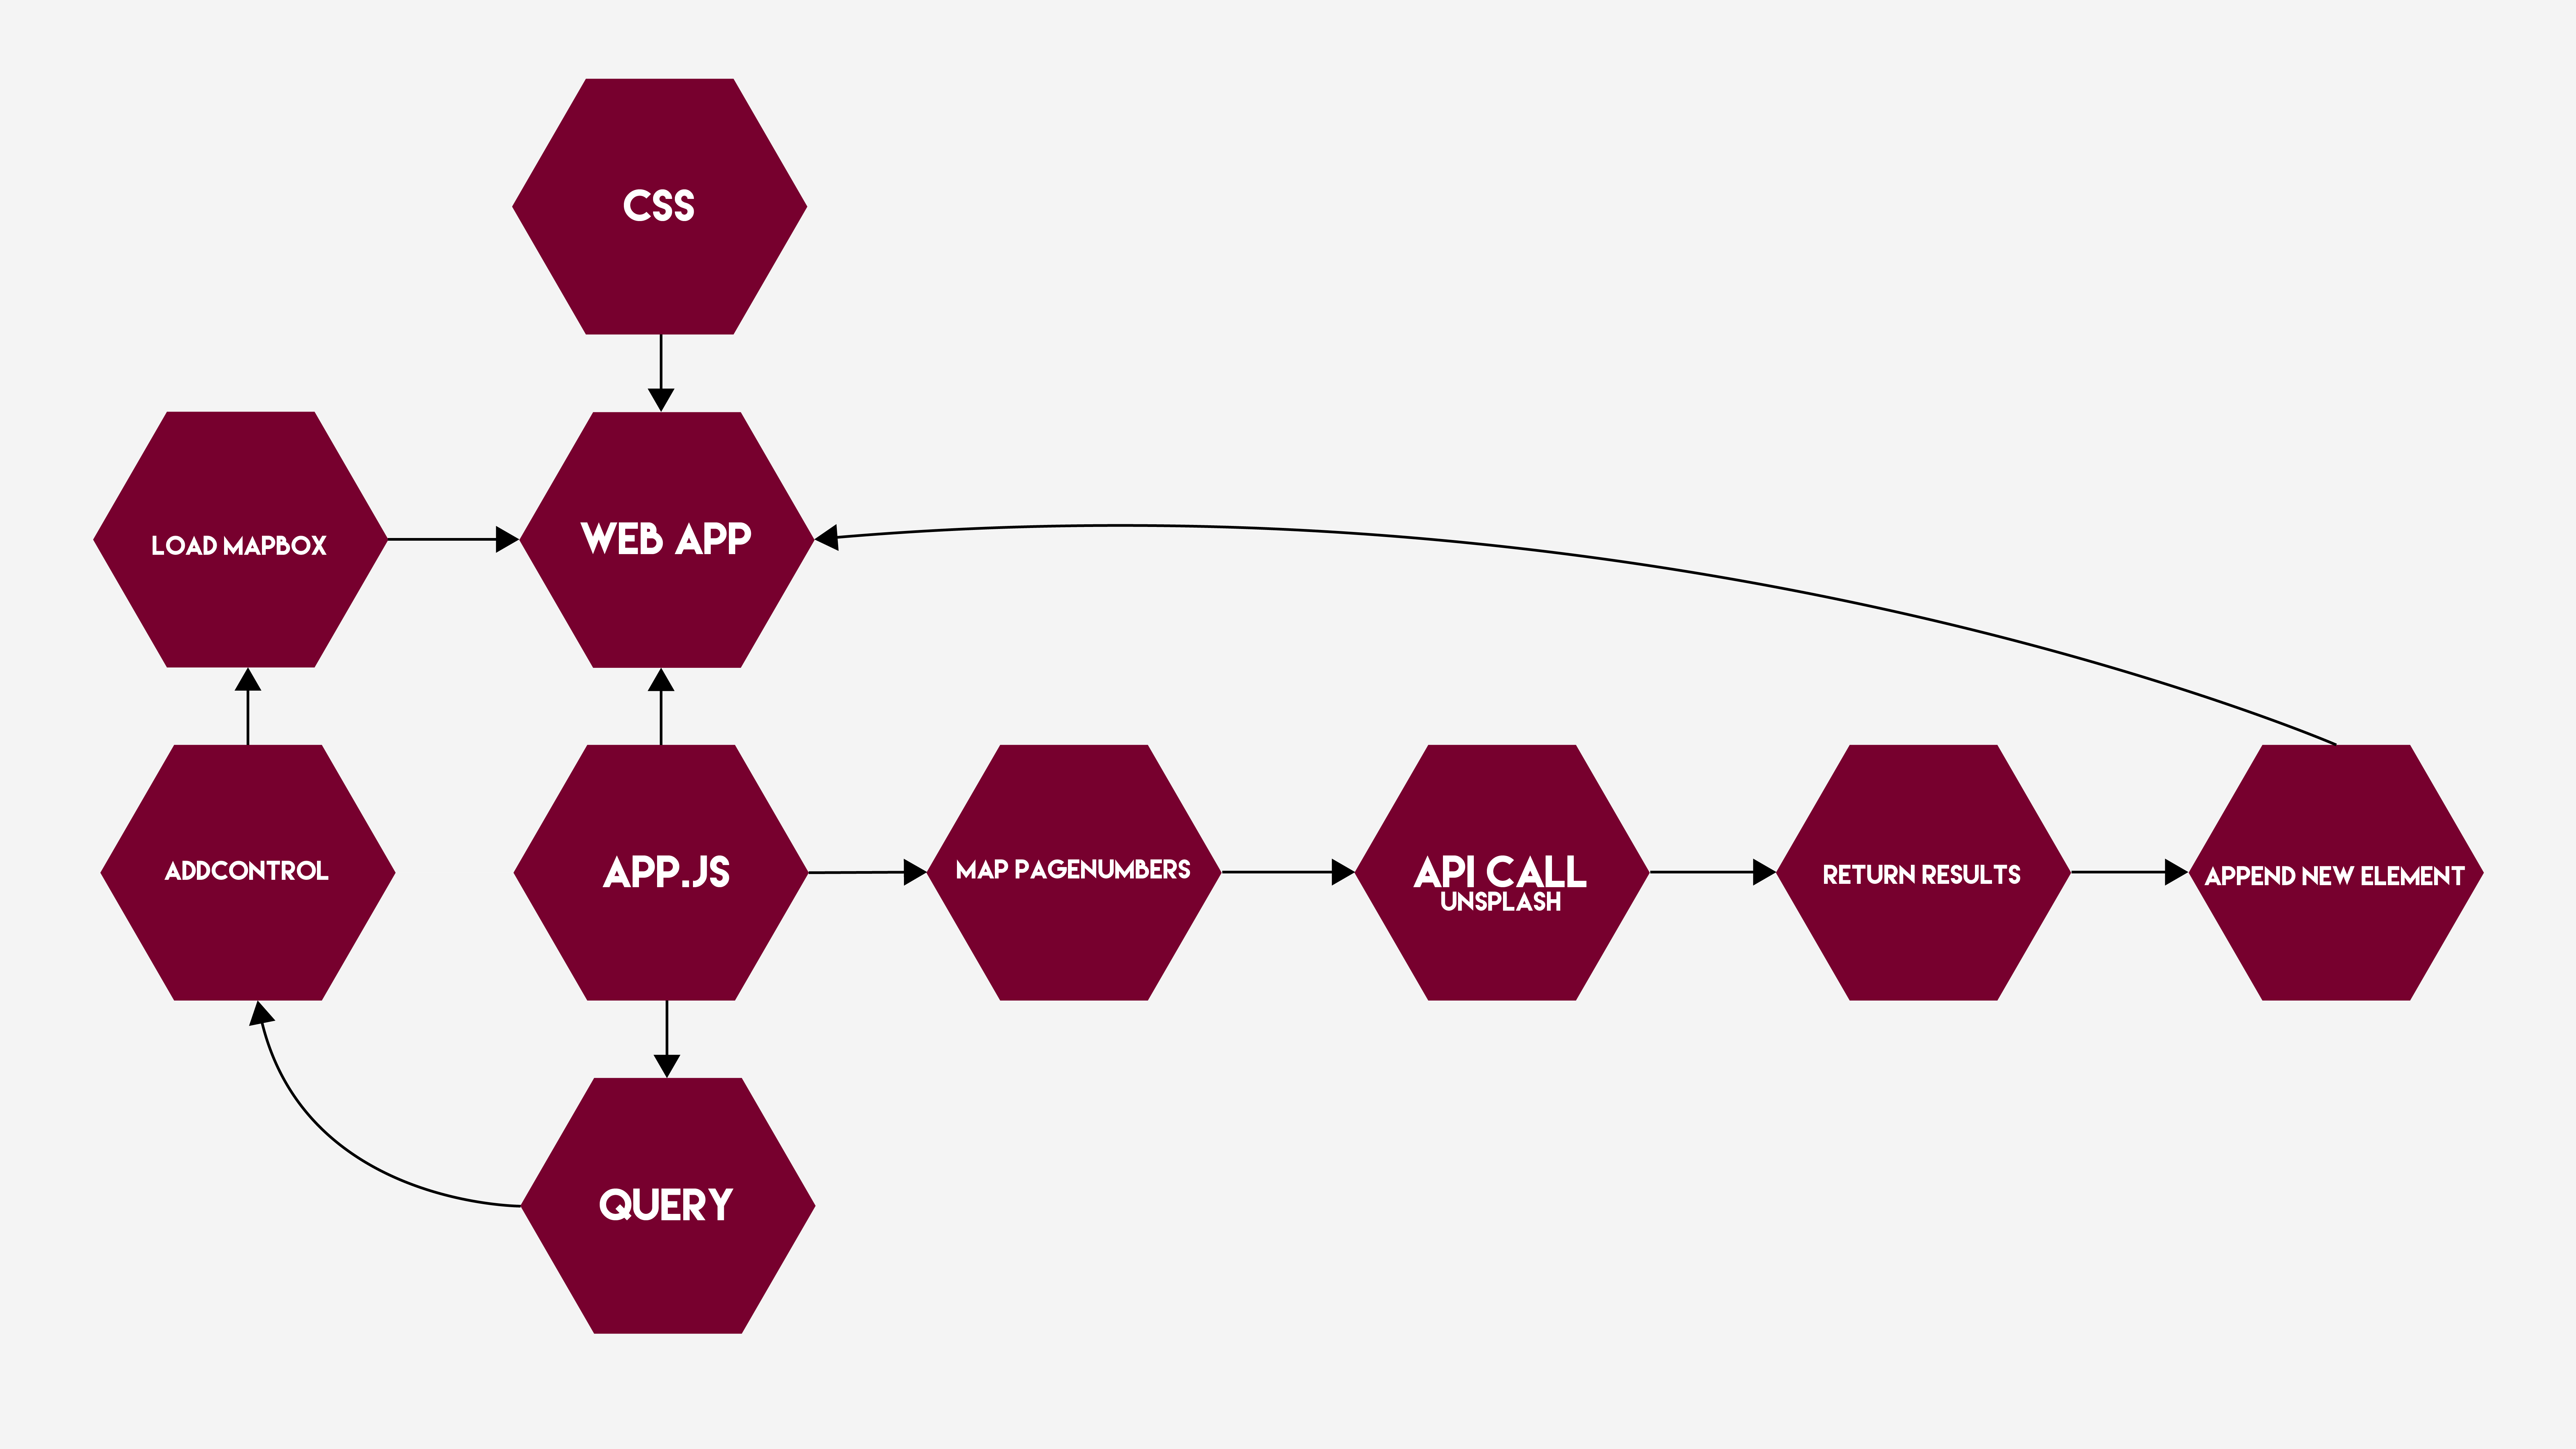 CSS
LOAD MAPBOX
WEB APP
ADDCONTROL
APP.JS
MAP PAGENUMBERS
API CALL
UNSPLASH
RETURN RESULTS
APPEND NEW ELEMENT
QUERY